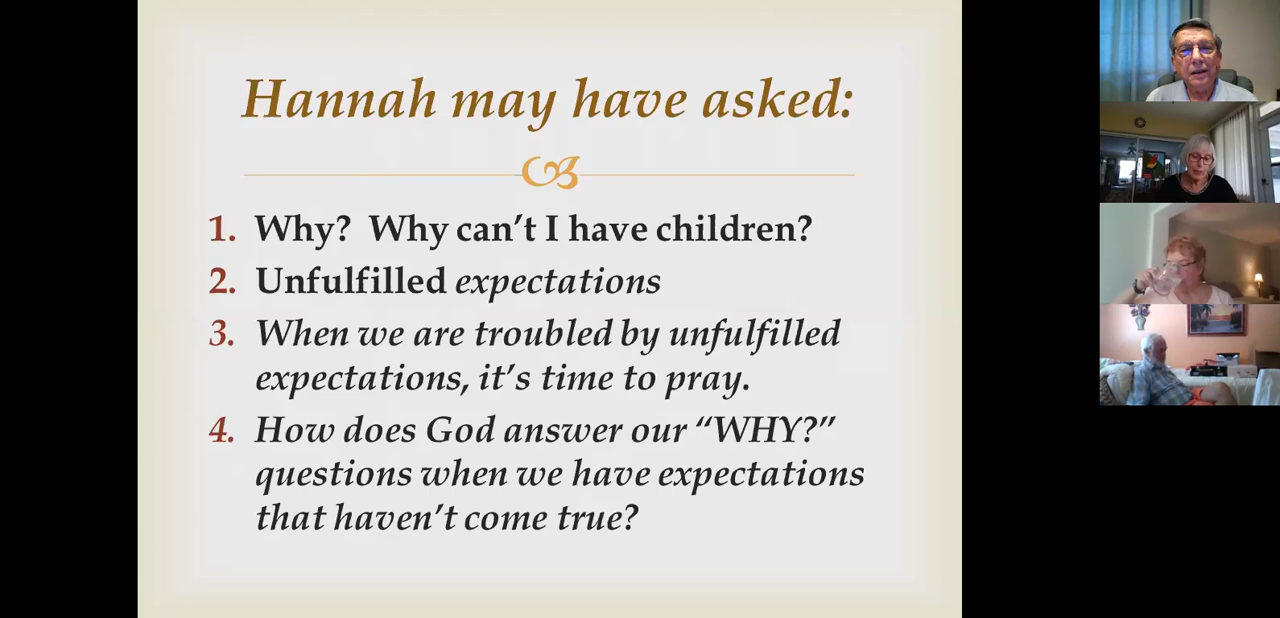 Hannah may have asked:
1. Why?  Why can't I have children?
2. Unfulfilled expectations
3. When we are troubled by unfulfilled
expectations, it's time to pray.
4. How does God answer our “WHY?”
questions when we have expectations
that haven't come true?